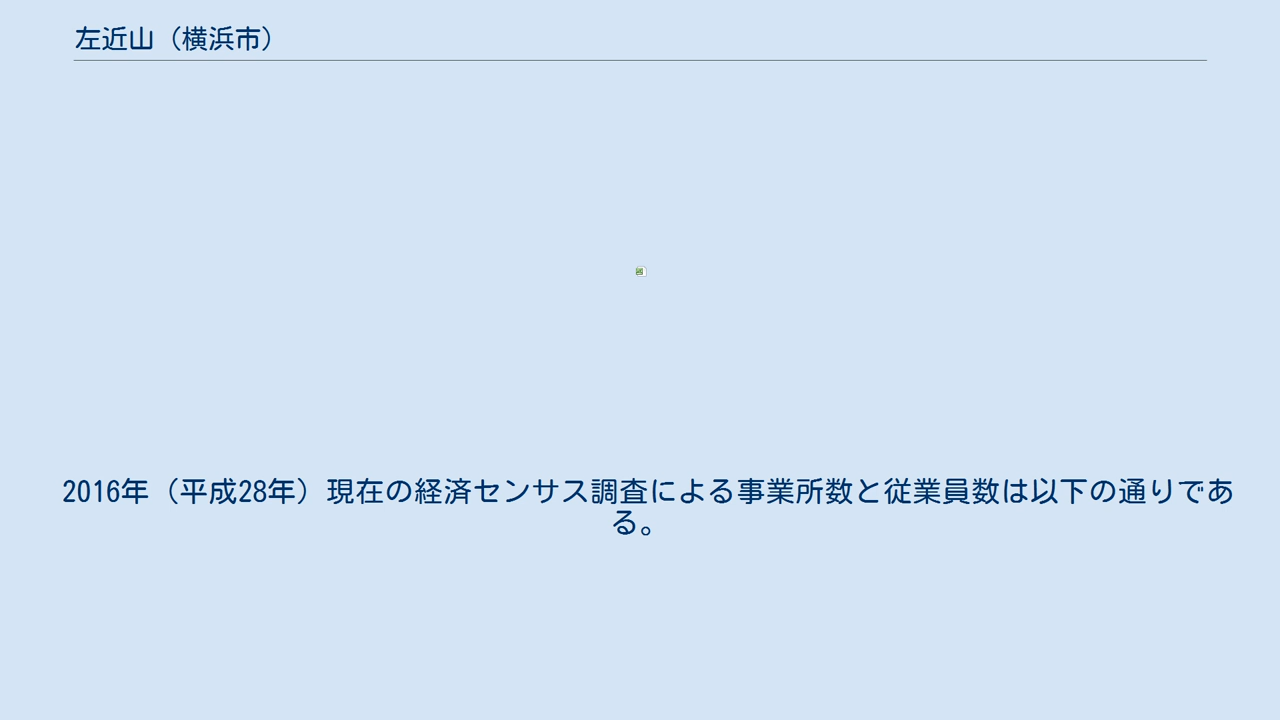 左近山（横浜市）
2016年（平成28年）現在の経済センサス調査による事業所数と従業員数は以下の通りであ
る。